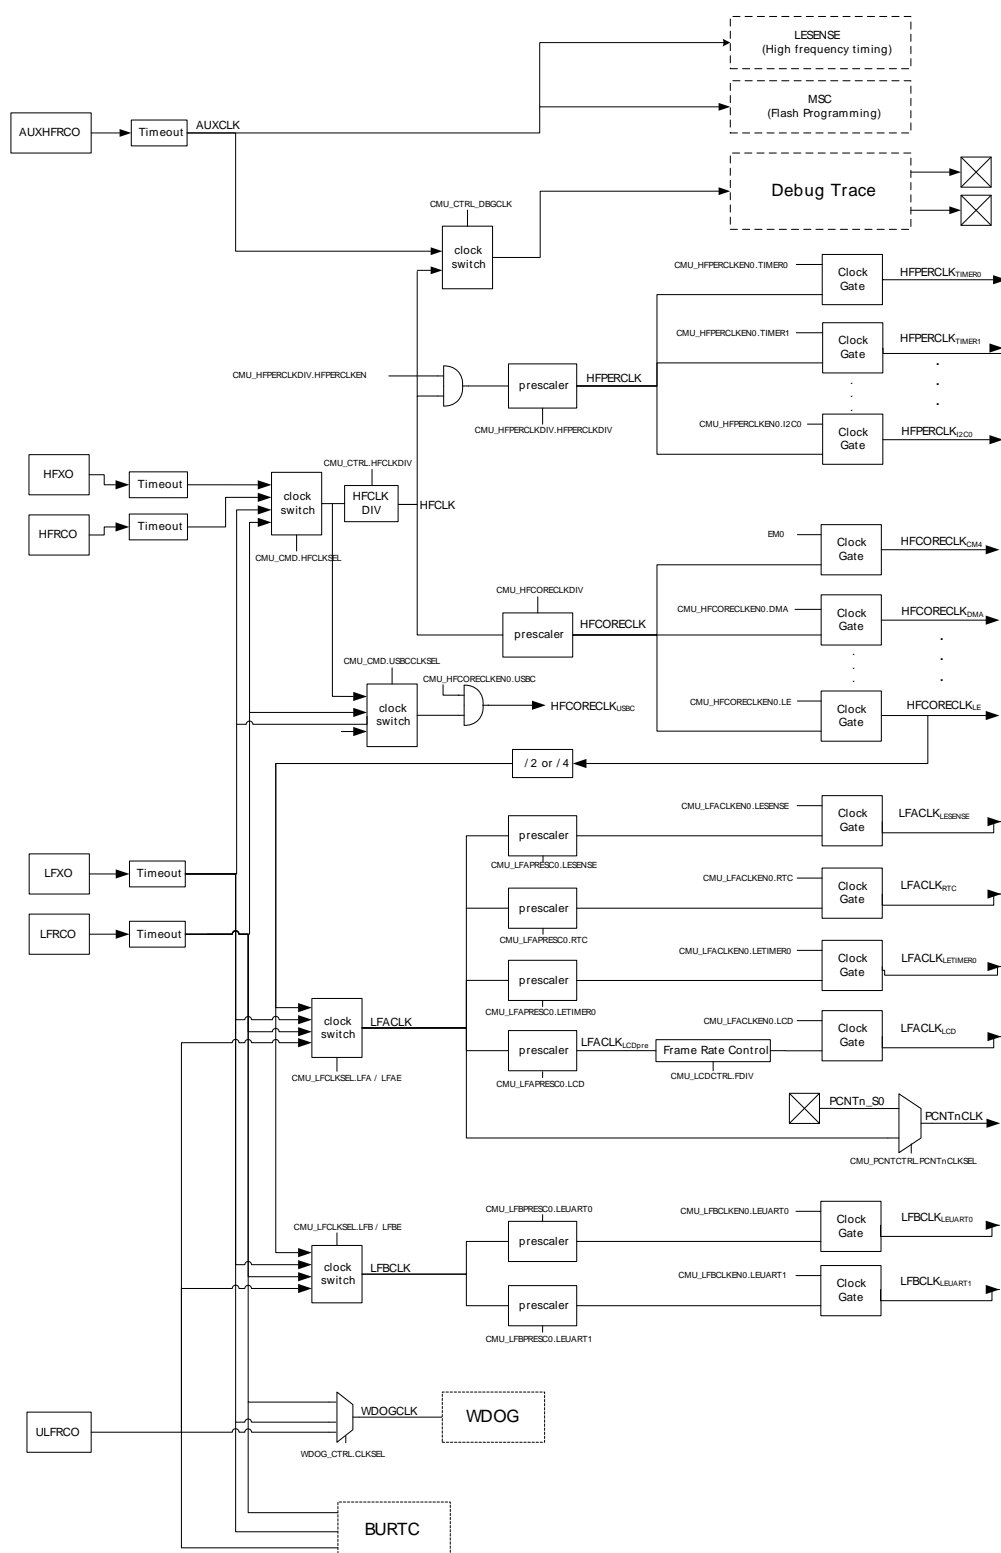 LESENSE
(High frequency timing)
MSC
(Flash Programming)
AUXHFRCO
Timeout
AUXCLK
Debug Trace
CMU_CTRL_DBGCLK
clock
switch
CMU_HFPERCLKEN0.TIMER0
Clock
Gate
HFPERCLKTIMER0
CMU_HFPERCLKEN0.TIMER1
Clock
Gate
HFPERCLKTIMER1
CMU_HFPERCLKDIV.HFPERCLKEN
prescaler
HFPERCLK
CMU_HFPERCLKDIV.HFPERCLKDIV
CMU_HFPERCLKEN0.I2C0
Clock
Gate
HFPERCLKI2C0
HFXO
Timeout
HFRCO
Timeout
clock
switch
CMU_CMD.HFCLKSEL
CMU_CTRL.HFCLKDIV
HFCLK
DIV
HFCLK
EM0
Clock
Gate
HFCORECLKCM4
CMU_HFCORECLKDIV
prescaler
HFCORECLK
CMU_HFCORECLKEN0.DMA
Clock
Gate
HFCORECLKDMA
CMU_CMD.USBCCLKSEL
clock
switch
CMU_HFCORECLKEN0.USBC
HFCORECLKUSBC
CMU_HFCORECLKEN0.LE
Clock
Gate
HFCORECLKLE
/ 2 or / 4
CMU_LFACLKEN0.LESENSE
prescaler
CMU_LFAPRESC0.LESENSE
Clock
Gate
LFACLKLESENSE
LFXO
Timeout
CMU_LFACLKEN0.RTC
prescaler
CMU_LFAPRESC0.RTC
Clock
Gate
LFACLKRTC
LFRCO
Timeout
CMU_LFACLKEN0.LETIMER0
prescaler
CMU_LFAPRESC0.LETIMER0
Clock
Gate
LFACLKLETIMER0
clock
switch
LFACLK
CMU_LFCLKSEL.LFA / LFAE
CMU_LFACLKEN0.LCD
prescaler
CMU_LFAPRESC0.LCD
LFACLKLCDpre
Frame Rate Control
CMU_LCDCTRL.FDIV
Clock
Gate
LFACLKLCD
PCNTn_S0
PCNTnCLK
CMU_PCNTCTRL.PCNTnCLKSEL
CMU_LFCLKSEL.LFB / LFBE
clock
switch
LFBCLK
CMU_LFBPRESC0.LEUART0
prescaler
CMU_LFBCLKEN0.LEUART0
Clock
Gate
LFBCLKLEUART0
prescaler
CMU_LFBPRESC0.LEUART1
CMU_LFBCLKEN0.LEUART1
Clock
Gate
LFBCLKLEUART1
ULFRCO
WDOGCLK
WDOG
WDOG_CTRL.CLKSEL
BURTC